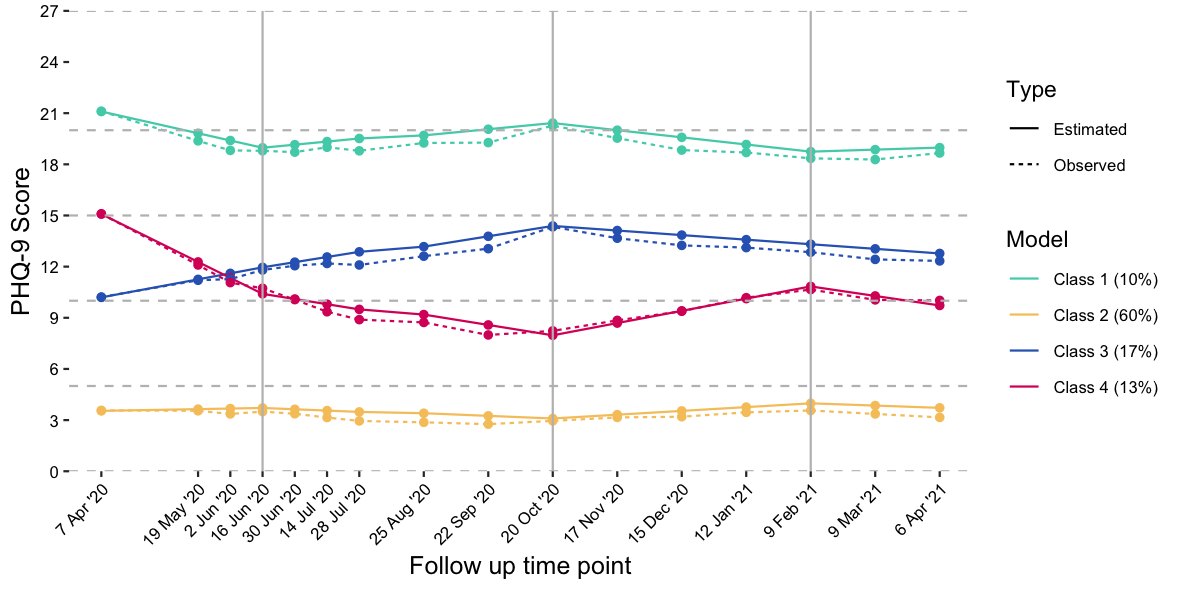 27
24
21
18
15
12
9
6
3
0
PHQ-9 Score
7 Apr '20
19 May '20
2 Jun '20
16 Jun '20
30 Jun '20
14 Jul '20
28 Jul '20
25 Aug '20
22 Sep '20
20 Oct '20
17 Nov '20
15 Dec '20
12 Jan '21
9 Feb '21
9 Mar '21
6 Apr '21
Follow up time point
Type
Estimated
Observed
Model
Class 1 (10%)
Class 2 (60%)
Class 3 (17%)
Class 4 (13%)